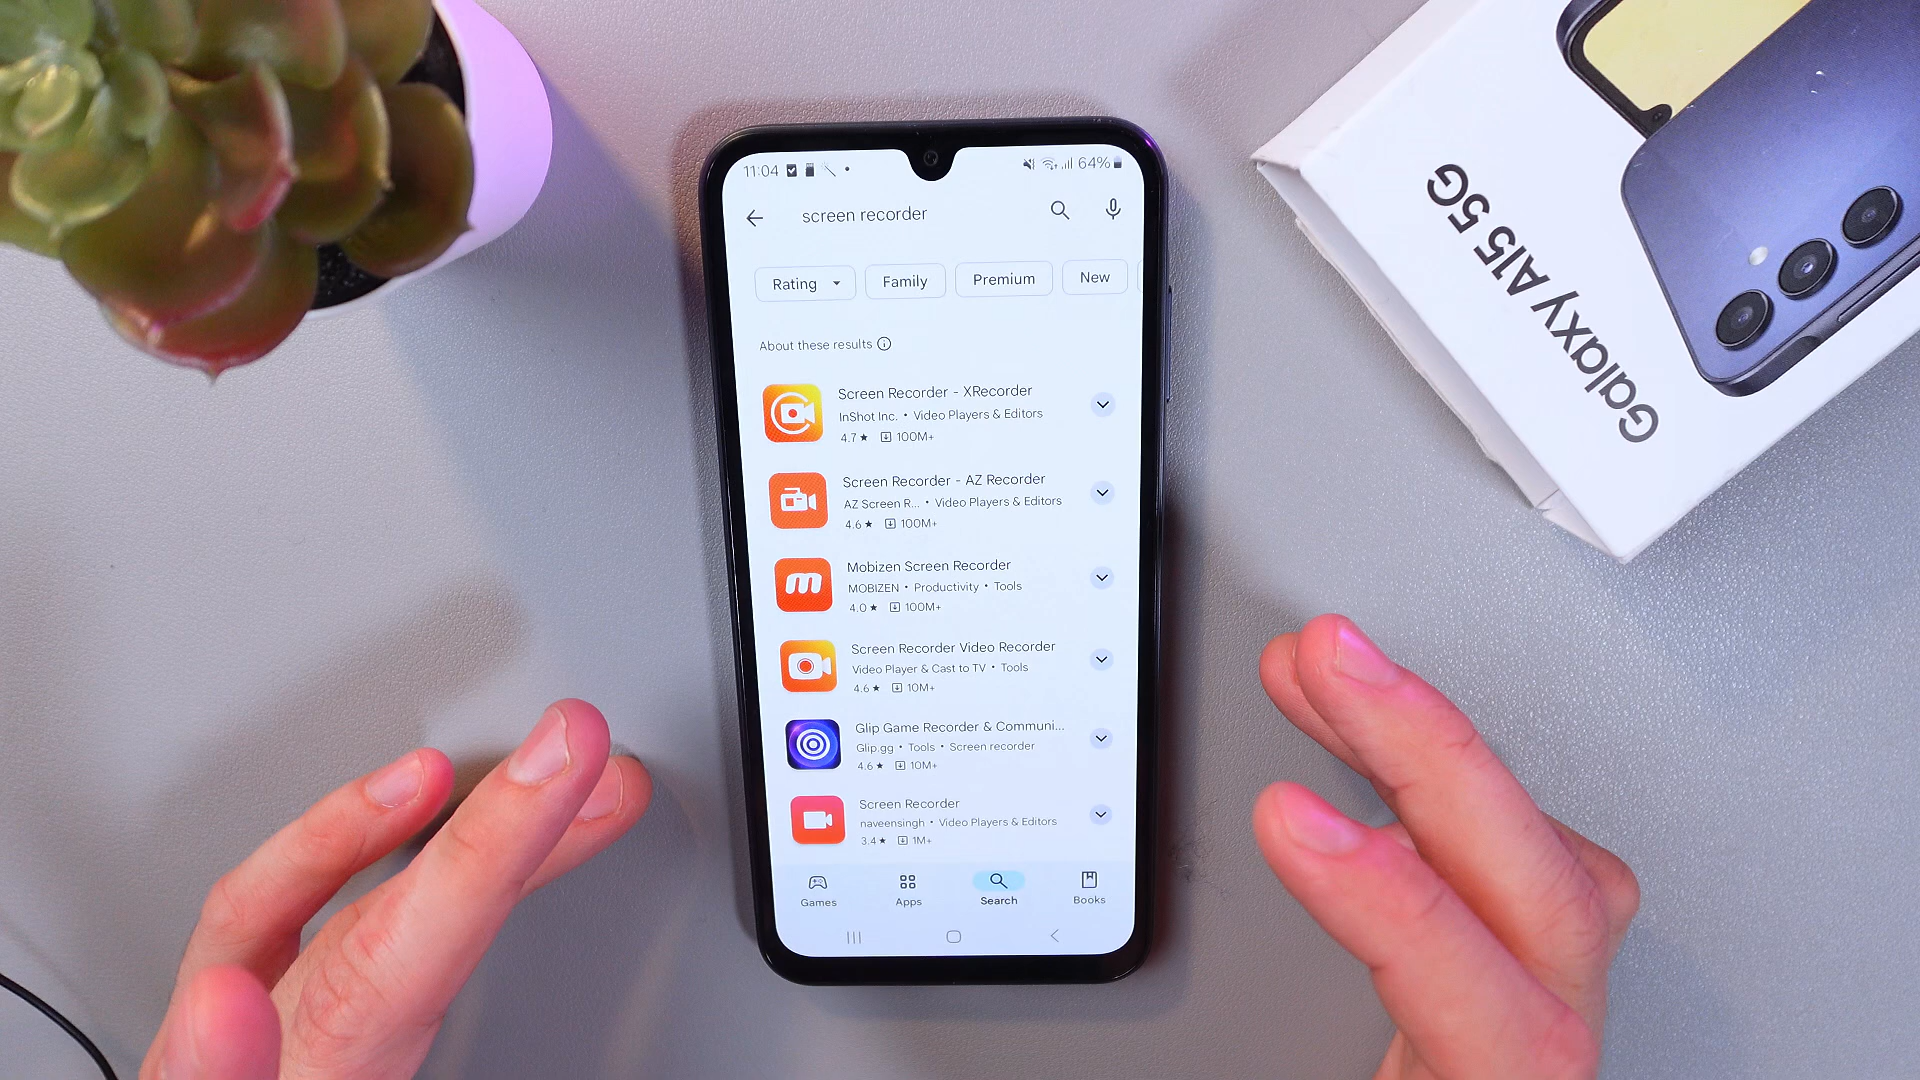 11:04
64%
screen recorder
Rating
Family
Premium
New
About these results
Screen Recorder - XRecorder
InShot Inc. • Video Players & Editors
4.7★ 100M+
Screen Recorder - AZ Recorder
AZ Screen R... • Video Players & Editors
4.6★ 100M+
Mobizen Screen Recorder
MOBIZEN • Productivity • Tools
4.0★ 100M+
Screen Recorder Video Recorder
Video Player & Cast to TV • Tools
4.6★ 10M+
Glip Game Recorder & Communi...
Glip.gg • Tools • Screen recorder
4.6★ 10M+
Screen Recorder
naveensingh • Video Players & Editors
3.4★ 1M+
Games
Apps
Search
Books
Galaxy A15 5G